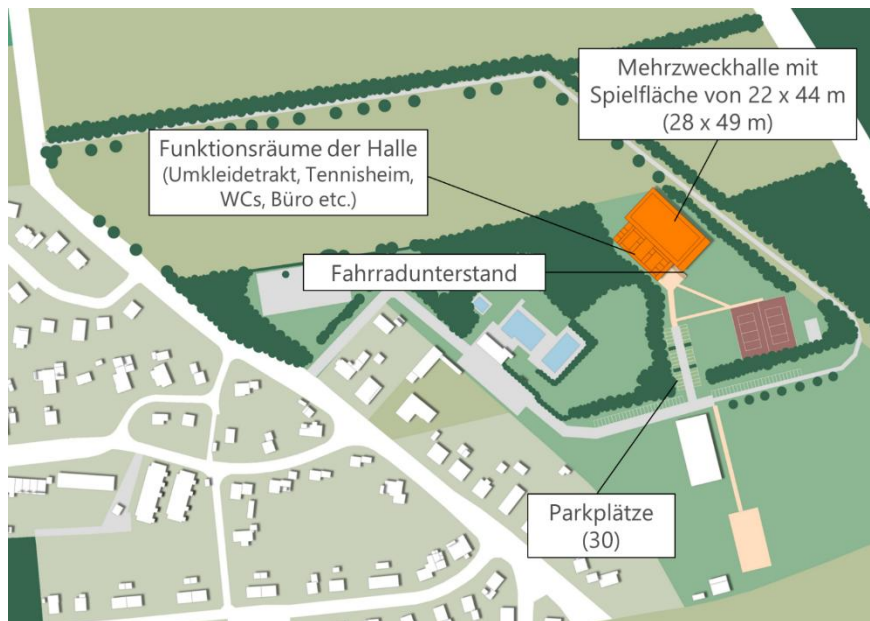 Mehrzweckhalle mit
Spielfläche von 22 x 44 m
(28 x 49 m)
Funktionsräume der Halle
(Umkleidetrakt, Tennisheim,
WCs, Büro etc.)
Fahrradunterstand
Parkplätze
(30)